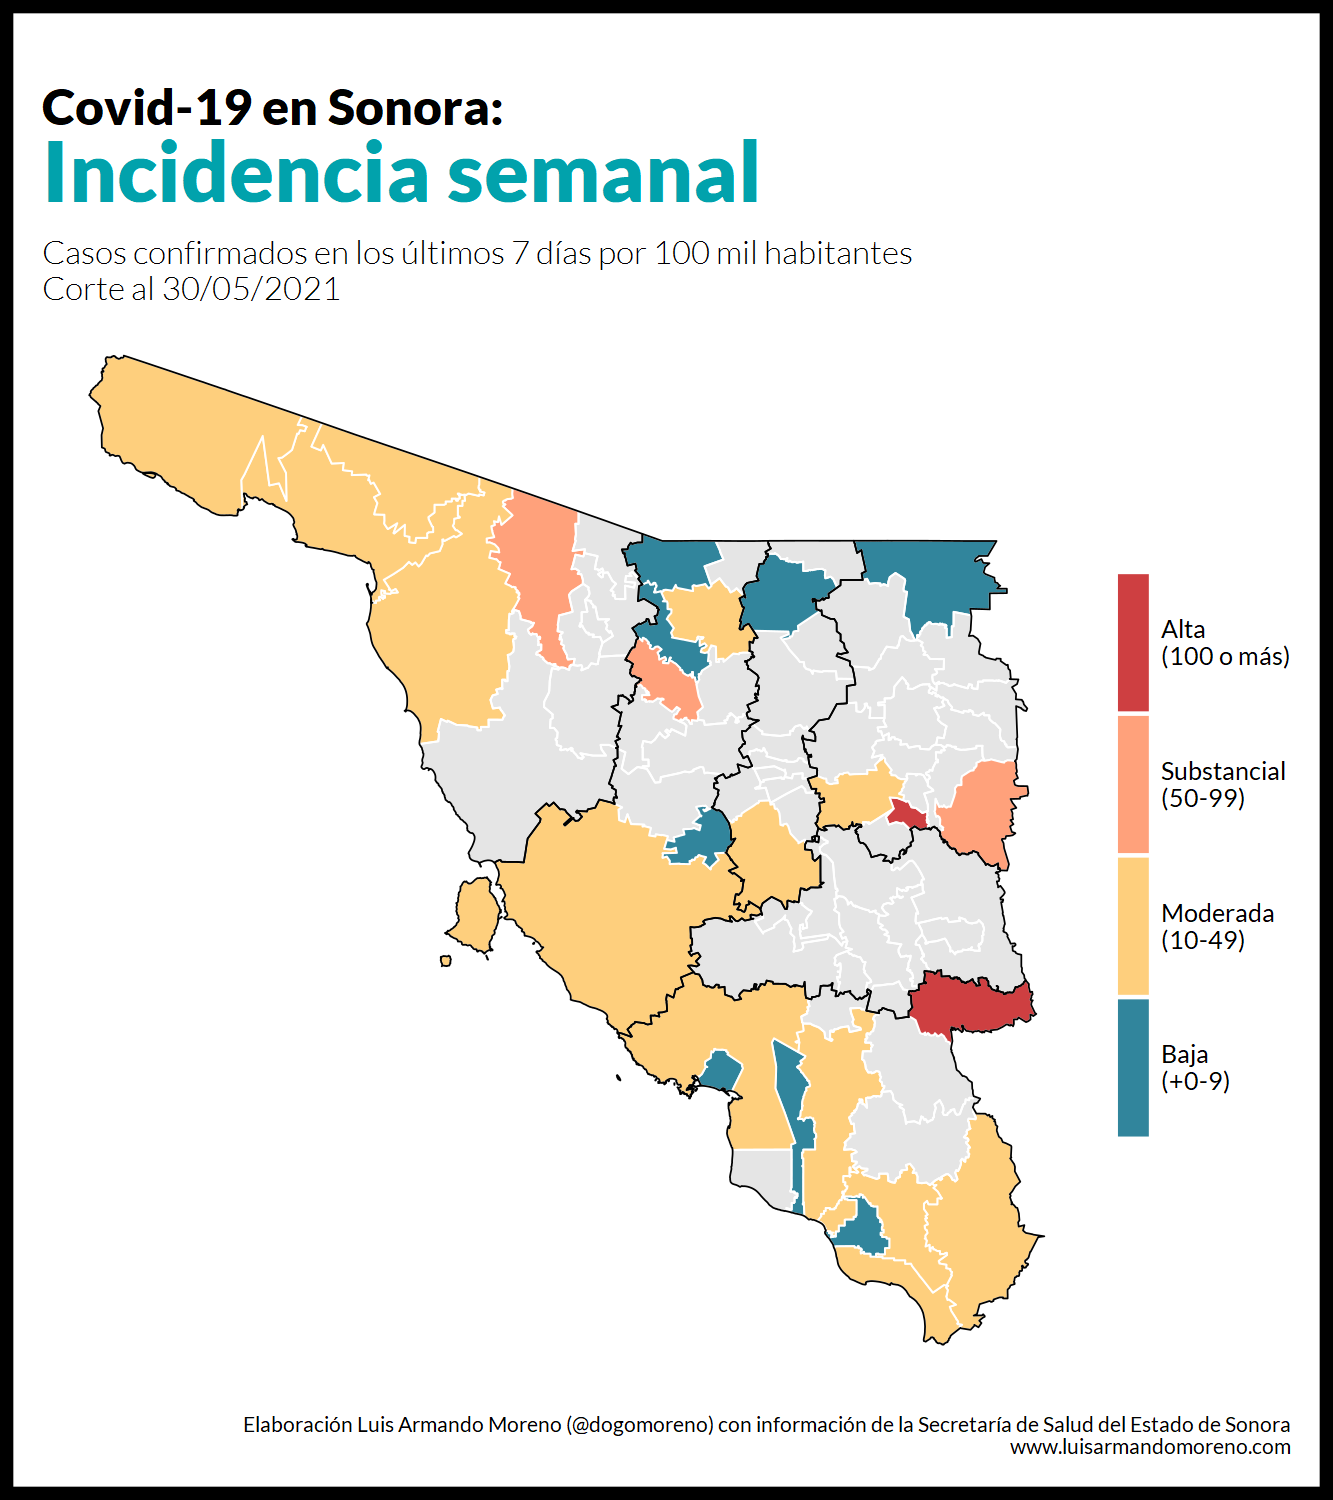 Covid-19 en Sonora:
Incidencia semanal
Casos confirmados en los últimos 7 días por 100 mil habitantes
Corte al 30/05/2021
Alta
(100 o más)
Substancial
(50-99)
Moderada
(10-49)
Baja
(+0-9)
Elaboración Luis Armando Moreno (@dogomoreno) con información de la Secretaría de Salud del Estado de Sonora
www.luisarmandomoreno.com